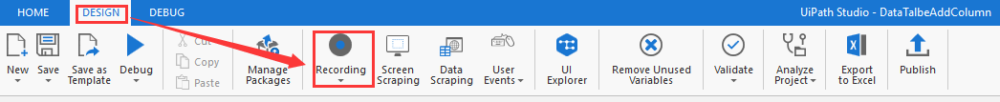 HOME DESIGN DEBUG UiPath Studio - DataTalbeAddColumn
New Save Save as Template Debug
Cut
Copy
Paste
Manage Packages
Recording
Screen Scraping
Data Scraping
User Events
UI Explorer
Remove Unused Variables
Validate
Analyze Project
Export to Excel
Publish